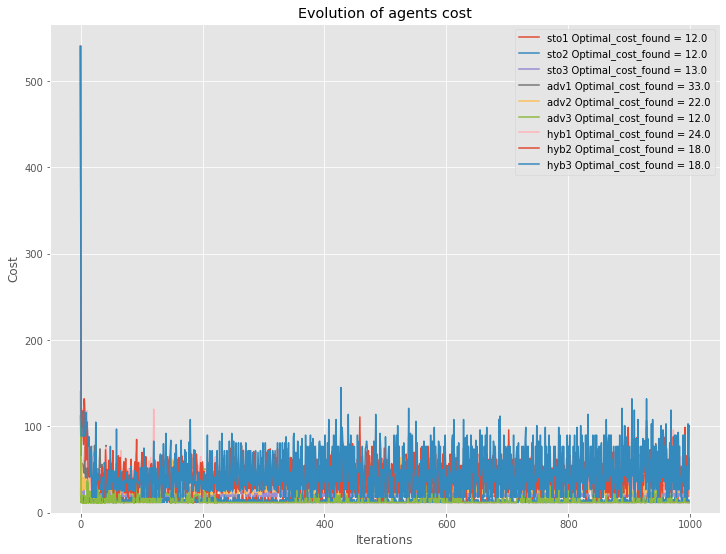 Evolution of agents cost
sto1 Optimal_cost_found = 12.0
sto2 Optimal_cost_found = 12.0
sto3 Optimal_cost_found = 13.0
adv1 Optimal_cost_found = 33.0
adv2 Optimal_cost_found = 22.0
adv3 Optimal_cost_found = 12.0
hyb1 Optimal_cost_found = 24.0
hyb2 Optimal_cost_found = 18.0
hyb3 Optimal_cost_found = 18.0
500
400
300
200
100
0
Cost
0 200 400 600 800 1000
Iterations